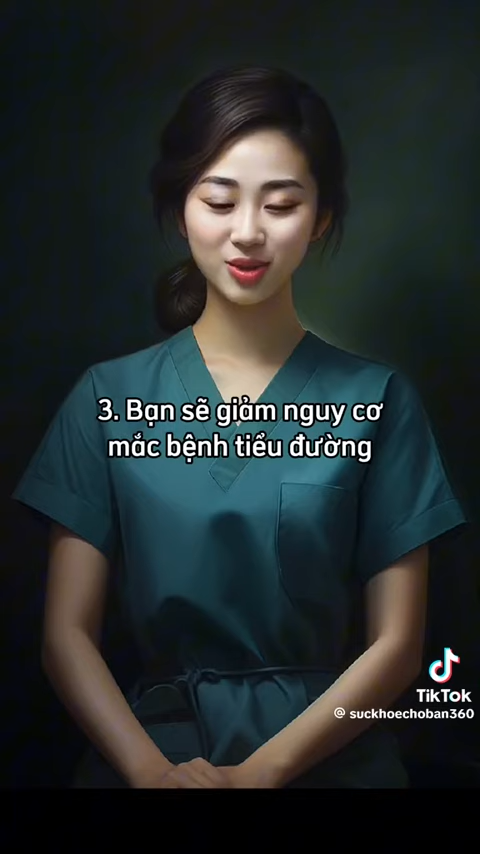 3. Bạn sẽ giảm nguy cơ
mắc bệnh tiểu đường
TikTok
@ suckhoechoban360